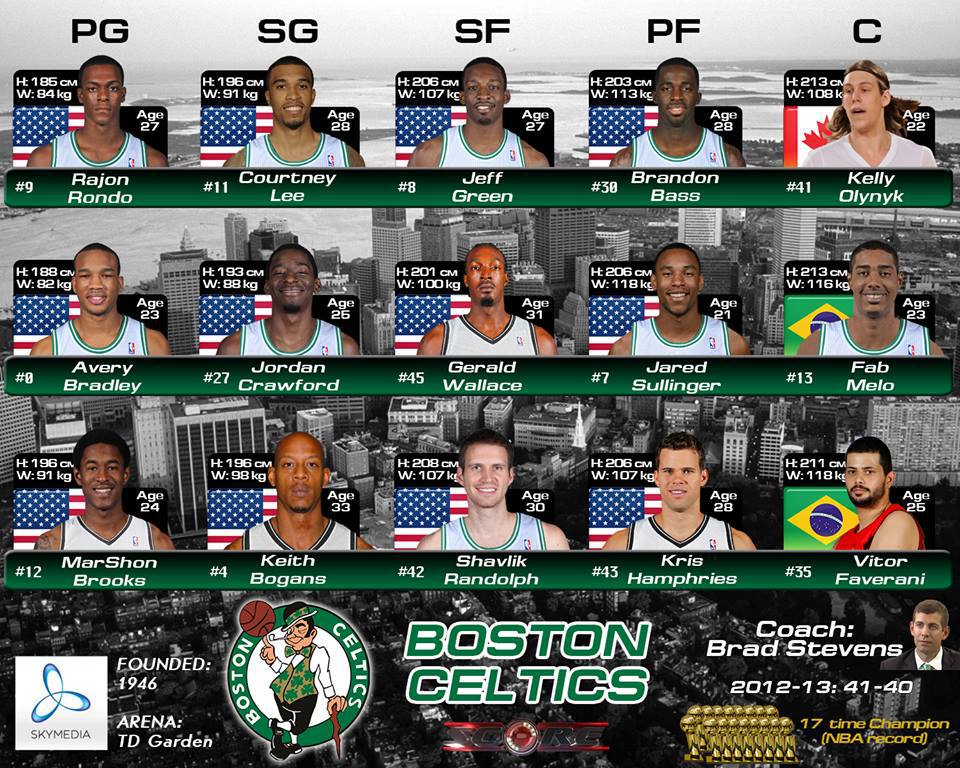 PG SG SF PF C
H: 185 CM H: 196 CM H: 206 CM H: 203 CM H: 213 CM
W: 84 kg W: 91 kg W: 107 kg W: 113 kg W: 108 k
Age Age Age Age Age
27 28 27 28 22
#9 Rajon Rondo
#11 Courtney Lee
#8 Jeff Green
#30 Brandon Bass
#41 Kelly Olynyk
H: 188 CM H: 193 CM H: 201 CM H: 206 CM H: 213 CM
W: 82 kg W: 88 kg W: 100 kg W: 118 kg W: 116 kg
Age Age Age Age Age
23 25 31 21 23
#0 Avery Bradley
#27 Jordan Crawford
#45 Gerald Wallace
#7 Jared Sullinger
#13 Fab Melo
H: 196 CM H: 196 CM H: 208 CM H: 206 CM H: 211 CM
W: 91 kg W: 98 kg W: 107 kg W: 107 kg W: 118 kg
Age Age Age Age Age
24 33 30 28 25
#12 MarShon Brooks
#4 Keith Bogans
#42 Shavlik Randolph
#43 Kris Hamphries
#35 Vitor Faverani
SKYMEDIA
FOUNDED:
1946
ARENA:
TD Garden
BOSTON CELTICS
BOSTON
CELTICS
SCORE
Coach:
Brad Stevens
2012-13: 41-40
17 time Champion
(NBA record)